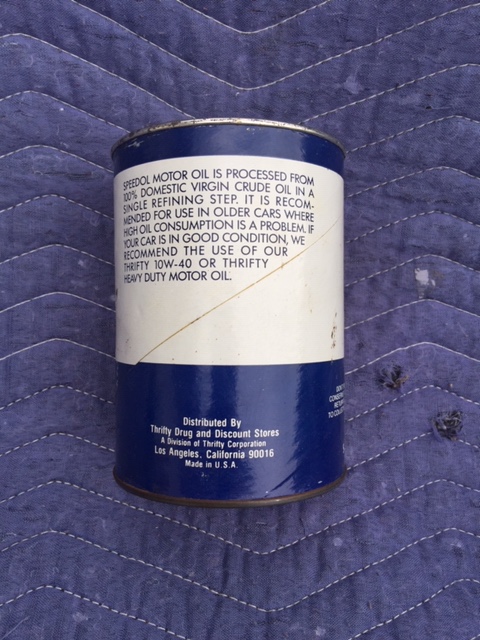 SPEEDOL MOTOR OIL IS PROCESSED FROM
100% DOMESTIC VIRGIN CRUDE OIL IN A
SINGLE REFINING STEP. IT IS RECOM-
MENDED FOR USE IN OLDER CARS WHERE
HIGH OIL CONSUMPTION IS A PROBLEM. IF
YOUR CAR IS IN GOOD CONDITION, WE
RECOMMEND THE USE OF OUR
THRIFTY 10W-40 OR THRIFTY
HEAVY DUTY MOTOR OIL.
Distributed By
Thrifty Drug and Discount Stores
A Division of Thrifty Corporation
Los Angeles, California 90016
Made in U.S.A.